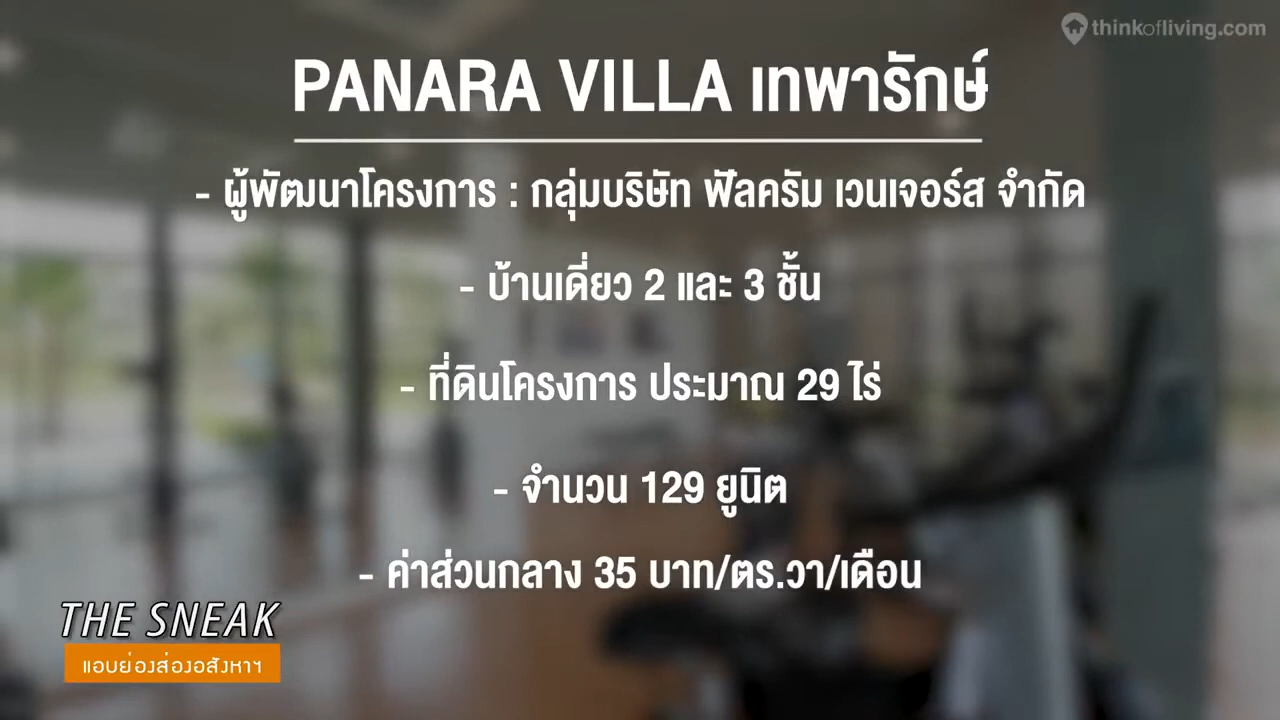 thinkofliving.com
PANARA VILLA เทพารักษ์
- ผู้พัฒนาโครงการ : กลุ่มบริษัท ฟัลครัม เวนเจอร์ส จำกัด
- บ้านเดี่ยว 2 และ 3 ชั้น
- ที่ดินโครงการ ประมาณ 29 ไร่
- จำนวน 129 ยูนิต
- ค่าส่วนกลาง 35 บาท/ตร.วา/เดือน
THE SNEAK
แอบย่องส่องอสังหาฯ